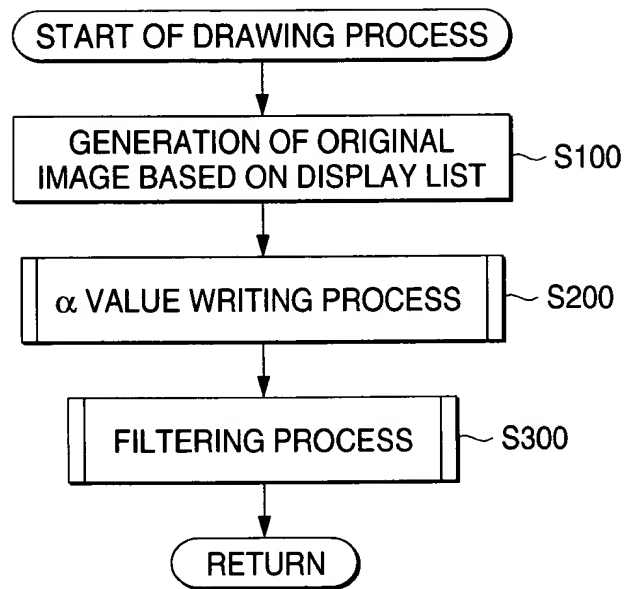 START OF DRAWING PROCESS
GENERATION OF ORIGINAL
IMAGE BASED ON DISPLAY LIST
S100
α VALUE WRITING PROCESS
S200
FILTERING PROCESS
S300
RETURN